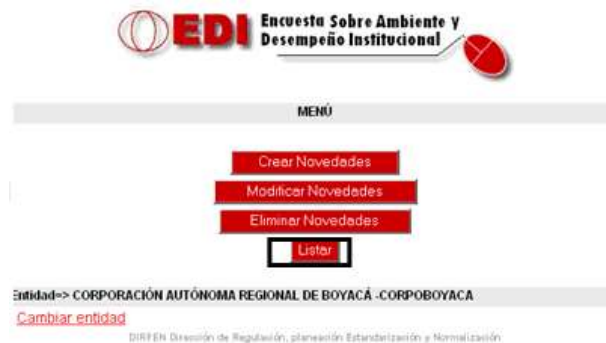 EDI Encuesta Sobre Ambiente y
Desempeño Institucional
MENÚ
Crear Novedades
Modificar Novedades
Eliminar Novedades
Listar
Entidad=> CORPORACIÓN AUTÓNOMA REGIONAL DE BOYACÁ -CORPOBOYACA
Cambiar entidad
DIRPEN Dirección de Regulación, planeación Estandarización y Normalización